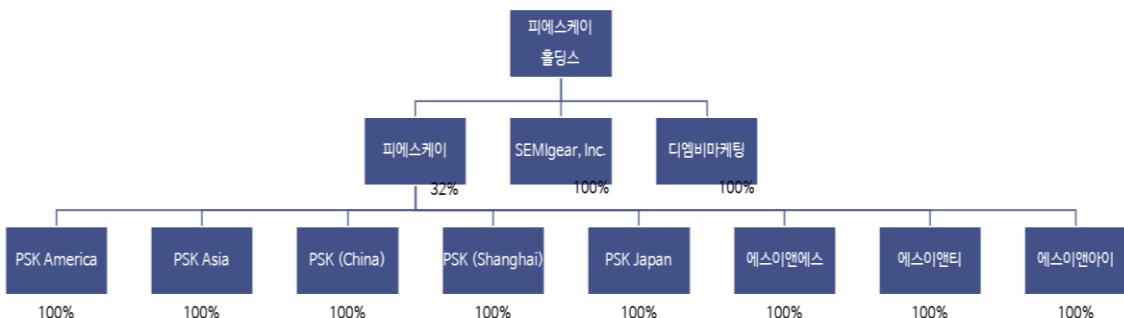 피에스케이
홀딩스
피에스케이
SEMIgear, Inc.
디엠비마케팅
32%
100%
100%
PSK America
PSK Asia
PSK (China)
PSK (Shanghai)
PSK Japan
에스이앤에스
에스이앤티
에스이앤아이
100%
100%
100%
100%
100%
100%
100%
100%